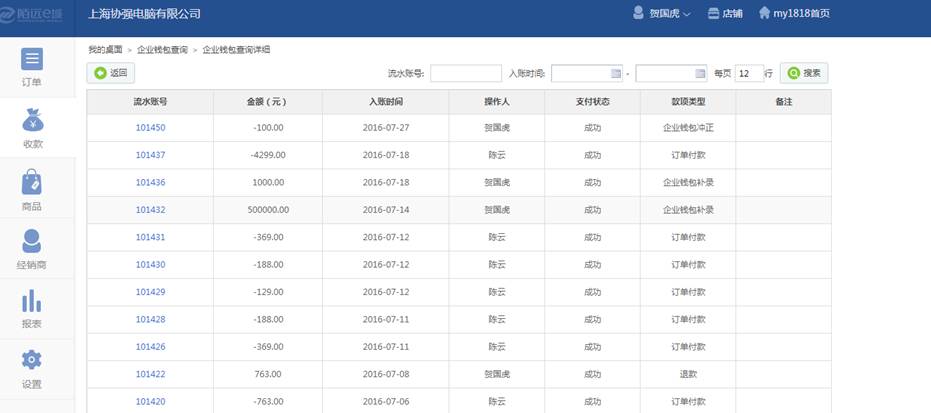 陌远e城
上海协强电脑有限公司
贺国虎 店铺 my1818首页
我的桌面 > 企业钱包查询 > 企业钱包查询详细
返回 流水账号: 入账时间: - 每页 12 行 搜索
订单
收款
商品
经销商
报表
设置
流水账号 金额（元） 入账时间 操作人 支付状态 款项类型 备注
101450 -100.00 2016-07-27 贺国虎 成功 企业钱包冲正
101437 -4299.00 2016-07-18 陈云 成功 订单付款
101436 1000.00 2016-07-18 贺国虎 成功 企业钱包补录
101432 500000.00 2016-07-14 贺国虎 成功 企业钱包补录
101431 -369.00 2016-07-12 陈云 成功 订单付款
101430 -188.00 2016-07-12 陈云 成功 订单付款
101429 -129.00 2016-07-12 陈云 成功 订单付款
101428 -188.00 2016-07-11 陈云 成功 订单付款
101426 -369.00 2016-07-11 陈云 成功 订单付款
101422 763.00 2016-07-08 贺国虎 成功 退款
101420 -763.00 2016-07-06 陈云 成功 订单付款